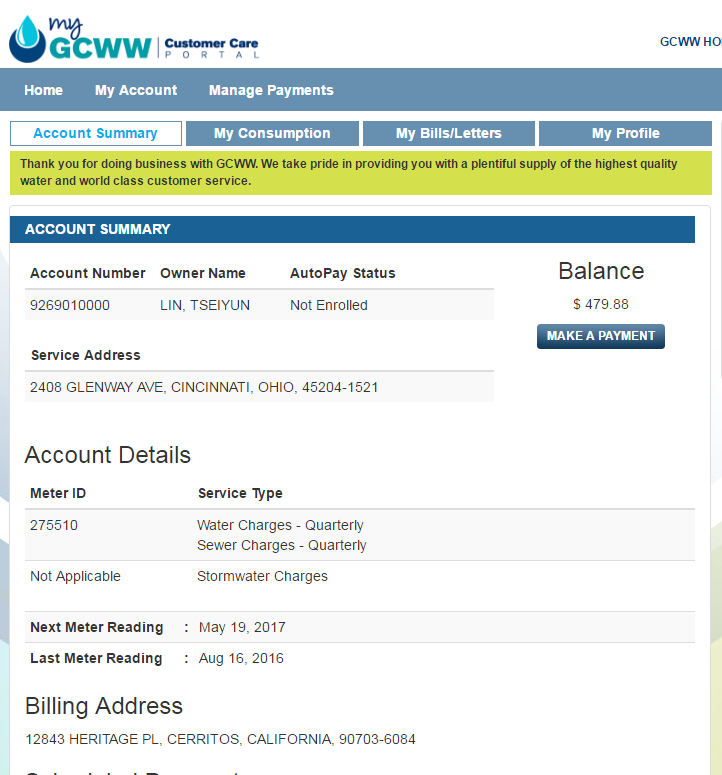 my
GCWW Customer Care
PORTAL
GCWW HO
Home My Account Manage Payments
Account Summary My Consumption My Bills/Letters My Profile
Thank you for doing business with GCWW. We take pride in providing you with a plentiful supply of the highest quality
water and world class customer service.
ACCOUNT SUMMARY
Account Number Owner Name AutoPay Status
9269010000 LIN, TSEIYUN Not Enrolled
Balance
$ 479.88
MAKE A PAYMENT
Service Address
2408 GLENWAY AVE, CINCINNATI, OHIO, 45204-1521
Account Details
Meter ID Service Type
275510 Water Charges - Quarterly
Sewer Charges - Quarterly
Not Applicable Stormwater Charges
Next Meter Reading : May 19, 2017
Last Meter Reading : Aug 16, 2016
Billing Address
12843 HERITAGE PL, CERRITOS, CALIFORNIA, 90703-6084